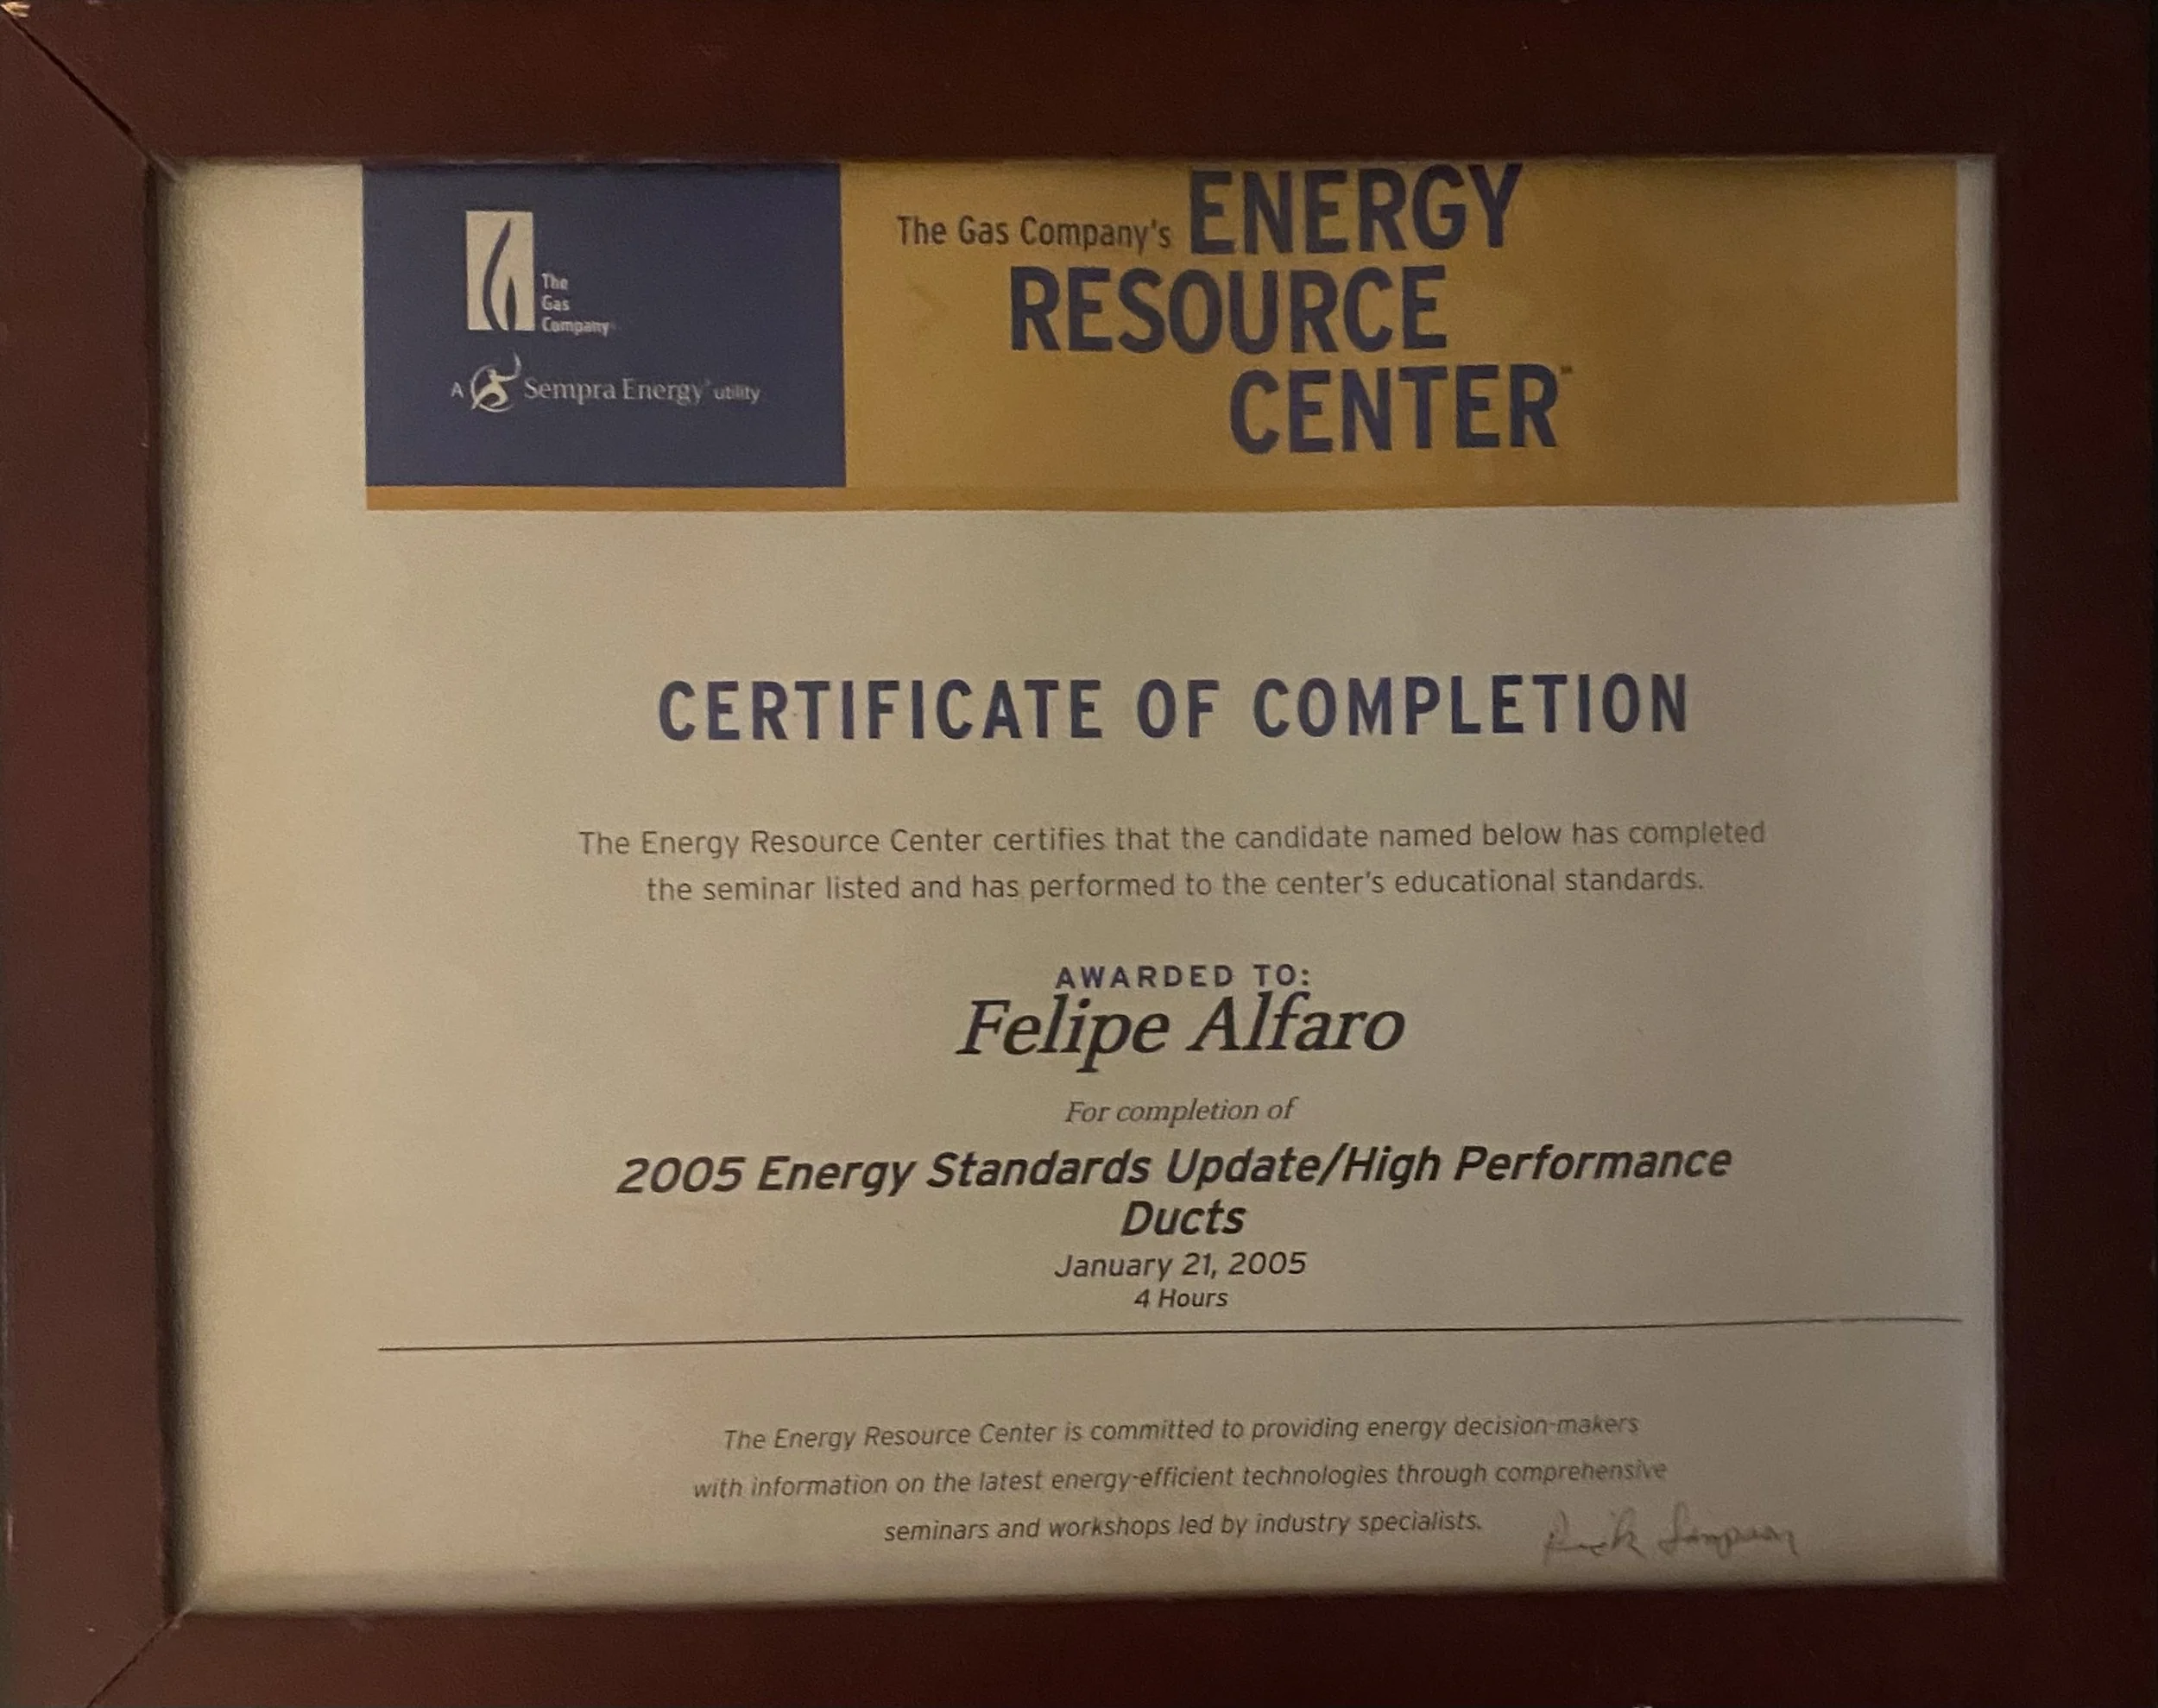 The
Gas
Company
A Sempra Energy utility
The Gas Company's ENERGY
RESOURCE
CENTER™
CERTIFICATE OF COMPLETION
The Energy Resource Center certifies that the candidate named below has completed
the seminar listed and has performed to the center's educational standards.
AWARDED TO:
Felipe Alfaro
For completion of
2005 Energy Standards Update/High Performance
Ducts
January 21, 2005
4 Hours
The Energy Resource Center is committed to providing energy decision-makers
with information on the latest energy-efficient technologies through comprehensive
seminars and workshops led by industry specialists.